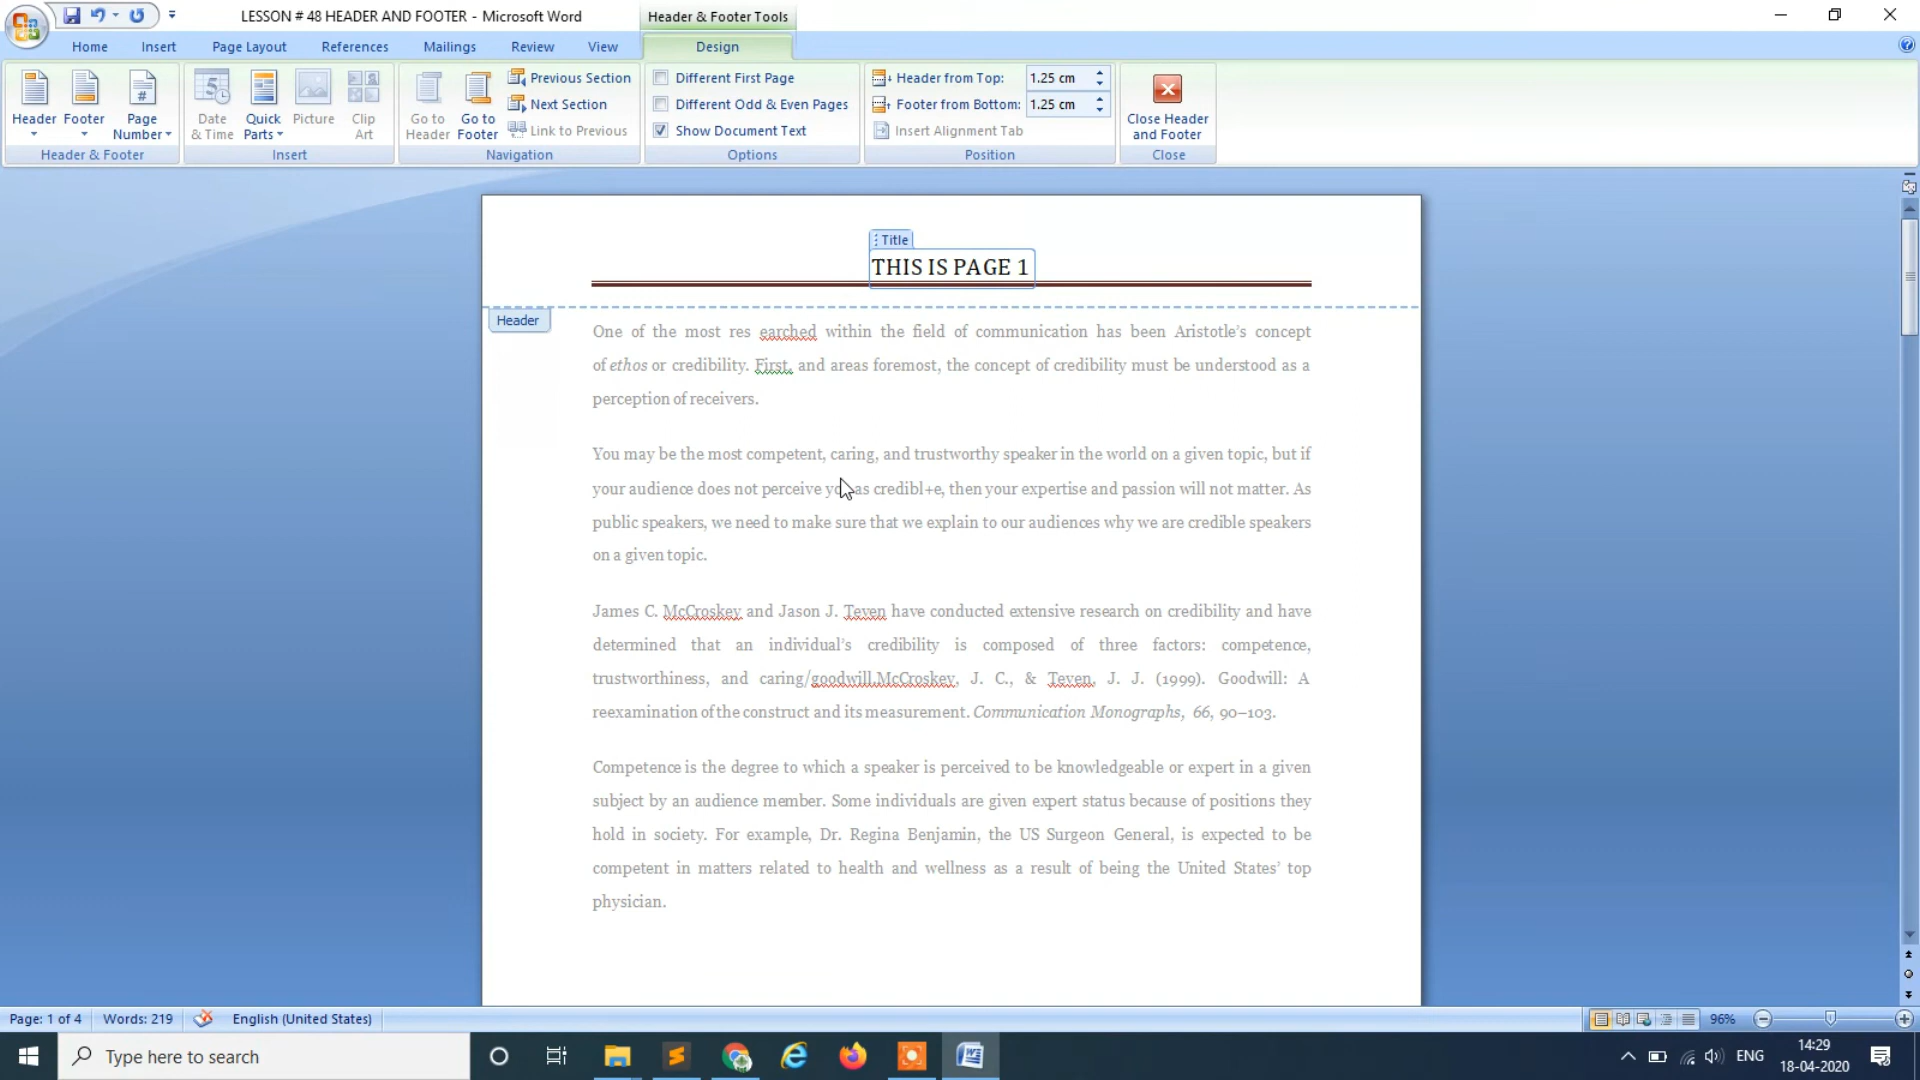 LESSON # 48 HEADER AND FOOTER - Microsoft Word
Header & Footer Tools
Home Insert Page Layout References Mailings Review View Design
Header
Footer
Page Number
Header & Footer
Date & Time
Quick Parts
Picture
Clip Art
Insert
Go to Header
Go to Footer
Previous Section
Next Section
Link to Previous
Navigation
Different First Page
Different Odd & Even Pages
Show Document Text
Options
Header from Top: 1.25 cm
Footer from Bottom: 1.25 cm
Insert Alignment Tab
Position
Close Header and Footer
Close
Title
THIS IS PAGE 1
Header
One of the most res earched within the field of communication has been Aristotle's concept
of ethos or credibility. First, and areas foremost, the concept of credibility must be understood as a
perception of receivers.
You may be the most competent, caring, and trustworthy speaker in the world on a given topic, but if
your audience does not perceive you as credibl+e, then your expertise and passion will not matter. As
public speakers, we need to make sure that we explain to our audiences why we are credible speakers
on a given topic.
James C. McCroskey and Jason J. Teven have conducted extensive research on credibility and have
determined that an individual's credibility is composed of three factors: competence,
trustworthiness, and caring/goodwill.McCroskey, J. C., & Teven, J. J. (1999). Goodwill: A
reexamination of the construct and its measurement. Communication Monographs, 66, 90–103.
Competence is the degree to which a speaker is perceived to be knowledgeable or expert in a given
subject by an audience member. Some individuals are given expert status because of positions they
hold in society. For example, Dr. Regina Benjamin, the US Surgeon General, is expected to be
competent in matters related to health and wellness as a result of being the United States' top
physician.
Page: 1 of 4 Words: 219 English (United States) 96%
Type here to search
ENG
14:29
18-04-2020